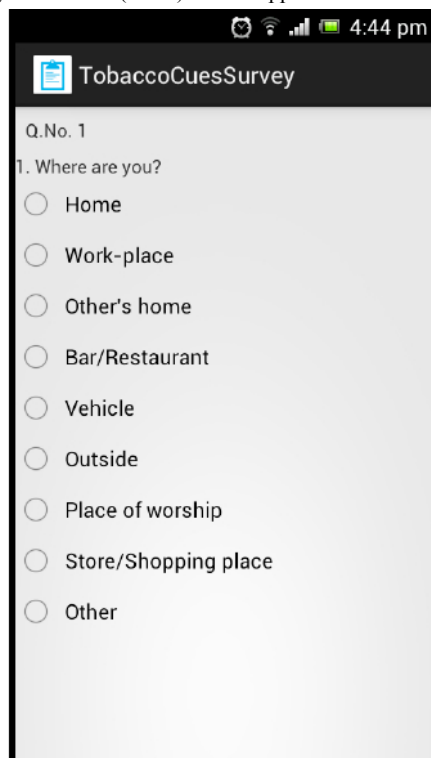 4:44 pm
TobaccoCuesSurvey
Q.No. 1
1. Where are you?
Home
Work-place
Other's home
Bar/Restaurant
Vehicle
Outside
Place of worship
Store/Shopping place
Other